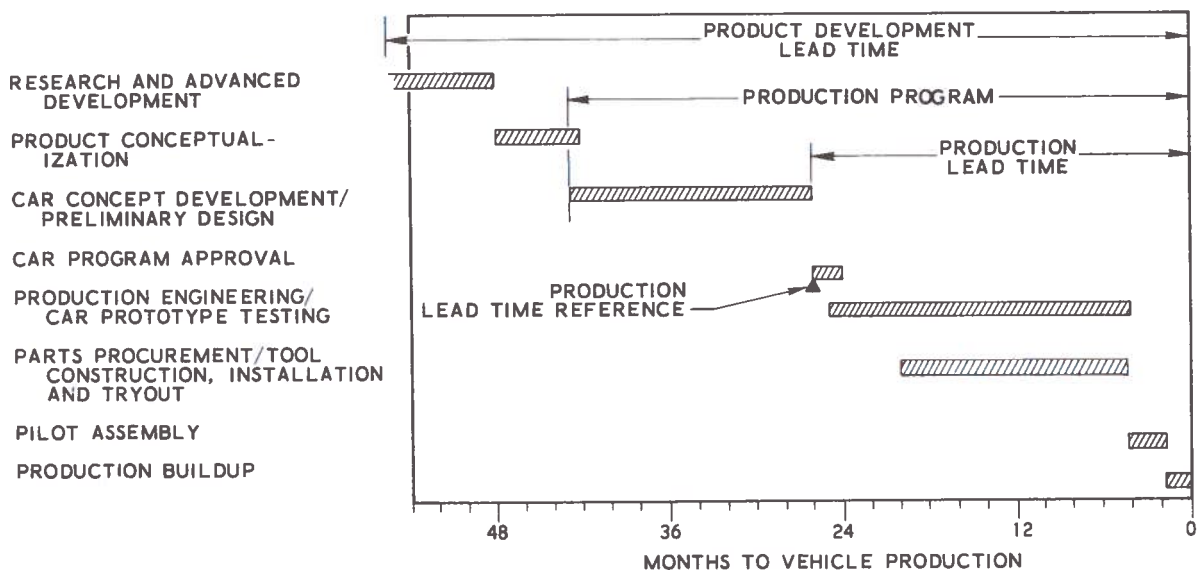 PRODUCT DEVELOPMENT
LEAD TIME
RESEARCH AND ADVANCED
DEVELOPMENT
PRODUCTION PROGRAM
PRODUCT CONCEPTUAL-
IZATION
PRODUCTION
LEAD TIME
CAR CONCEPT DEVELOPMENT/
PRELIMINARY DESIGN
CAR PROGRAM APPROVAL
PRODUCTION
LEAD TIME REFERENCE
PRODUCTION ENGINEERING/
CAR PROTOTYPE TESTING
PARTS PROCUREMENT/TOOL
CONSTRUCTION, INSTALLATION
AND TRYOUT
PILOT ASSEMBLY
PRODUCTION BUILDUP
48 36 24 12 0
MONTHS TO VEHICLE PRODUCTION